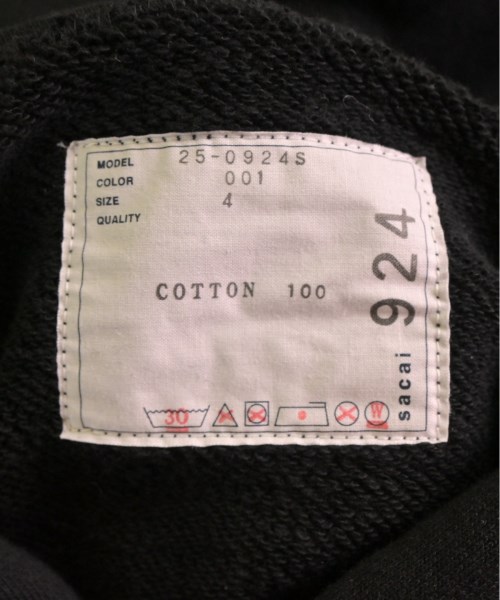 MODEL 25-0924S
COLOR 001
SIZE 4
QUALITY
COTTON 100
sacai 924
30
W